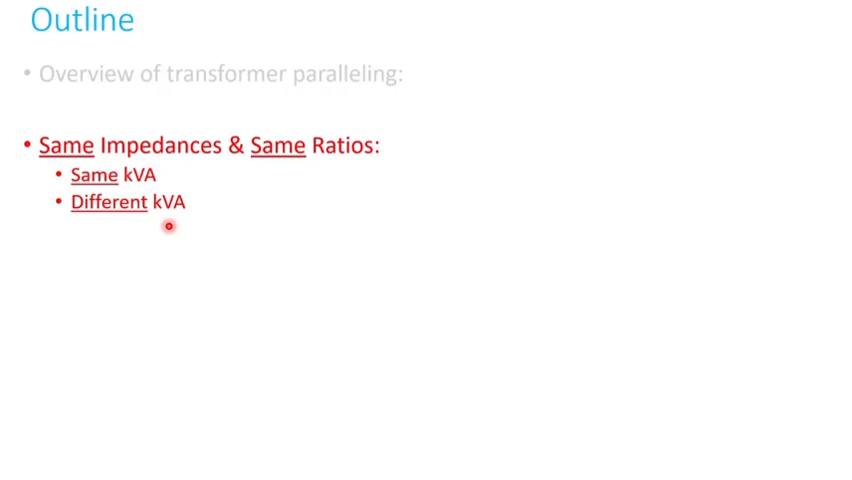 Outline
• Overview of transformer paralleling:
• Same Impedances & Same Ratios:
• Same kVA
• Different kVA